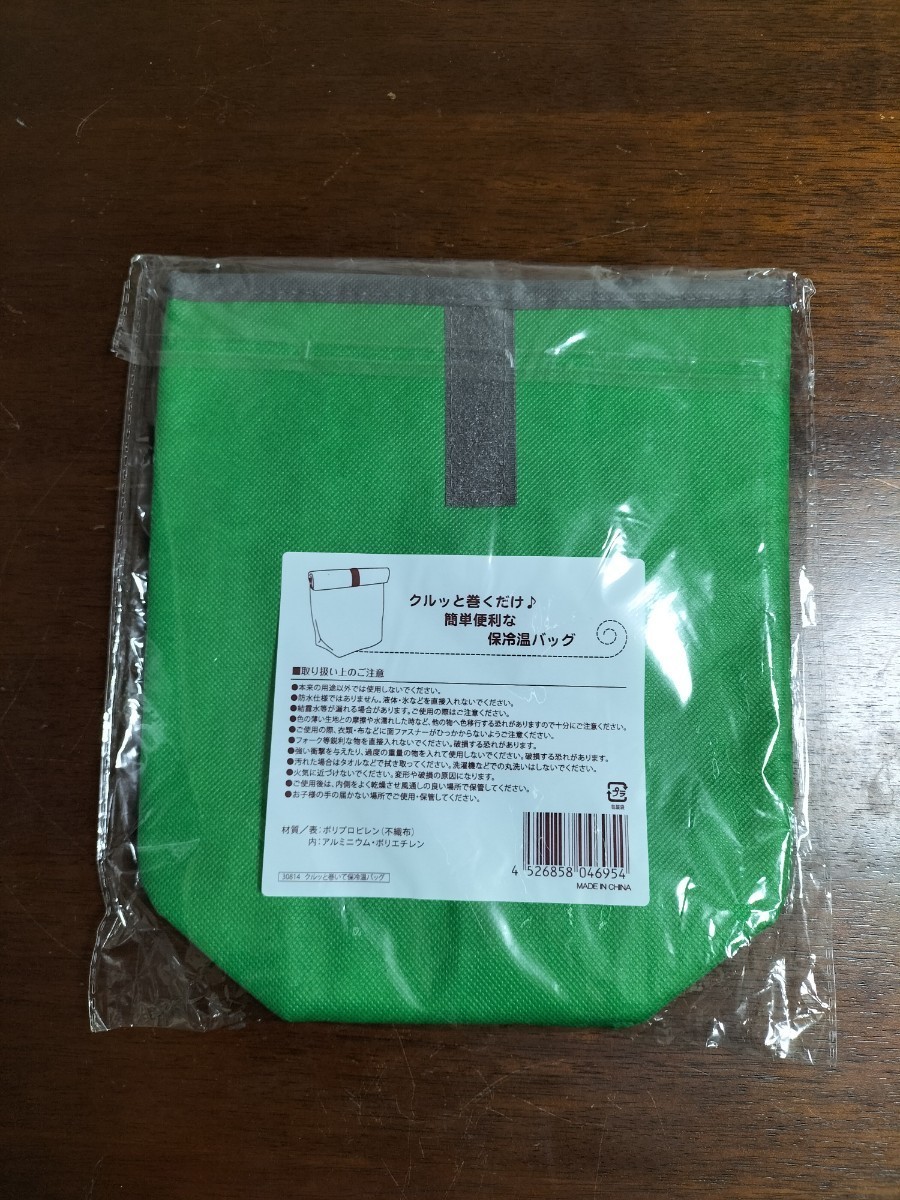 クルッと巻くだけ♪
簡単便利な
保冷温バッグ
■取り扱い上のご注意
●本来の用途以外では使用しないでください。
●防水仕様ではありません。液体・氷などを直接入れないでください。
●結露水等が漏れる場合があります。ご使用の際はご注意ください。
●色の薄い生地との摩擦や水濡れした時など、他の物へ色移行する恐れがありますので十分にご注意ください。
●ご使用の際、衣類・布などに面ファスナーがひっかからないようご注意ください。
●フォーク等鋭利な物を直接入れないでください。破損する恐れがあります。
●強い衝撃を与えたり、過度の重量の物を入れて使用しないでください。破損する恐れがあります。
●汚れた場合はタオルなどで拭き取ってください。洗濯機などでの丸洗いはしないでください。
●火気に近づけないでください。変形や破損の原因になります。
●ご使用後は、内側をよく乾燥させ風通しの良い場所で保管してください。
●お子様の手の届かない場所でご使用・保管してください。
プラ
材質／表：ポリプロピレン（不織布）
内：アルミニウム・ポリエチレン
4 526858 046954
MADE IN CHINA
30814 クルッと巻いて保冷温バッグ